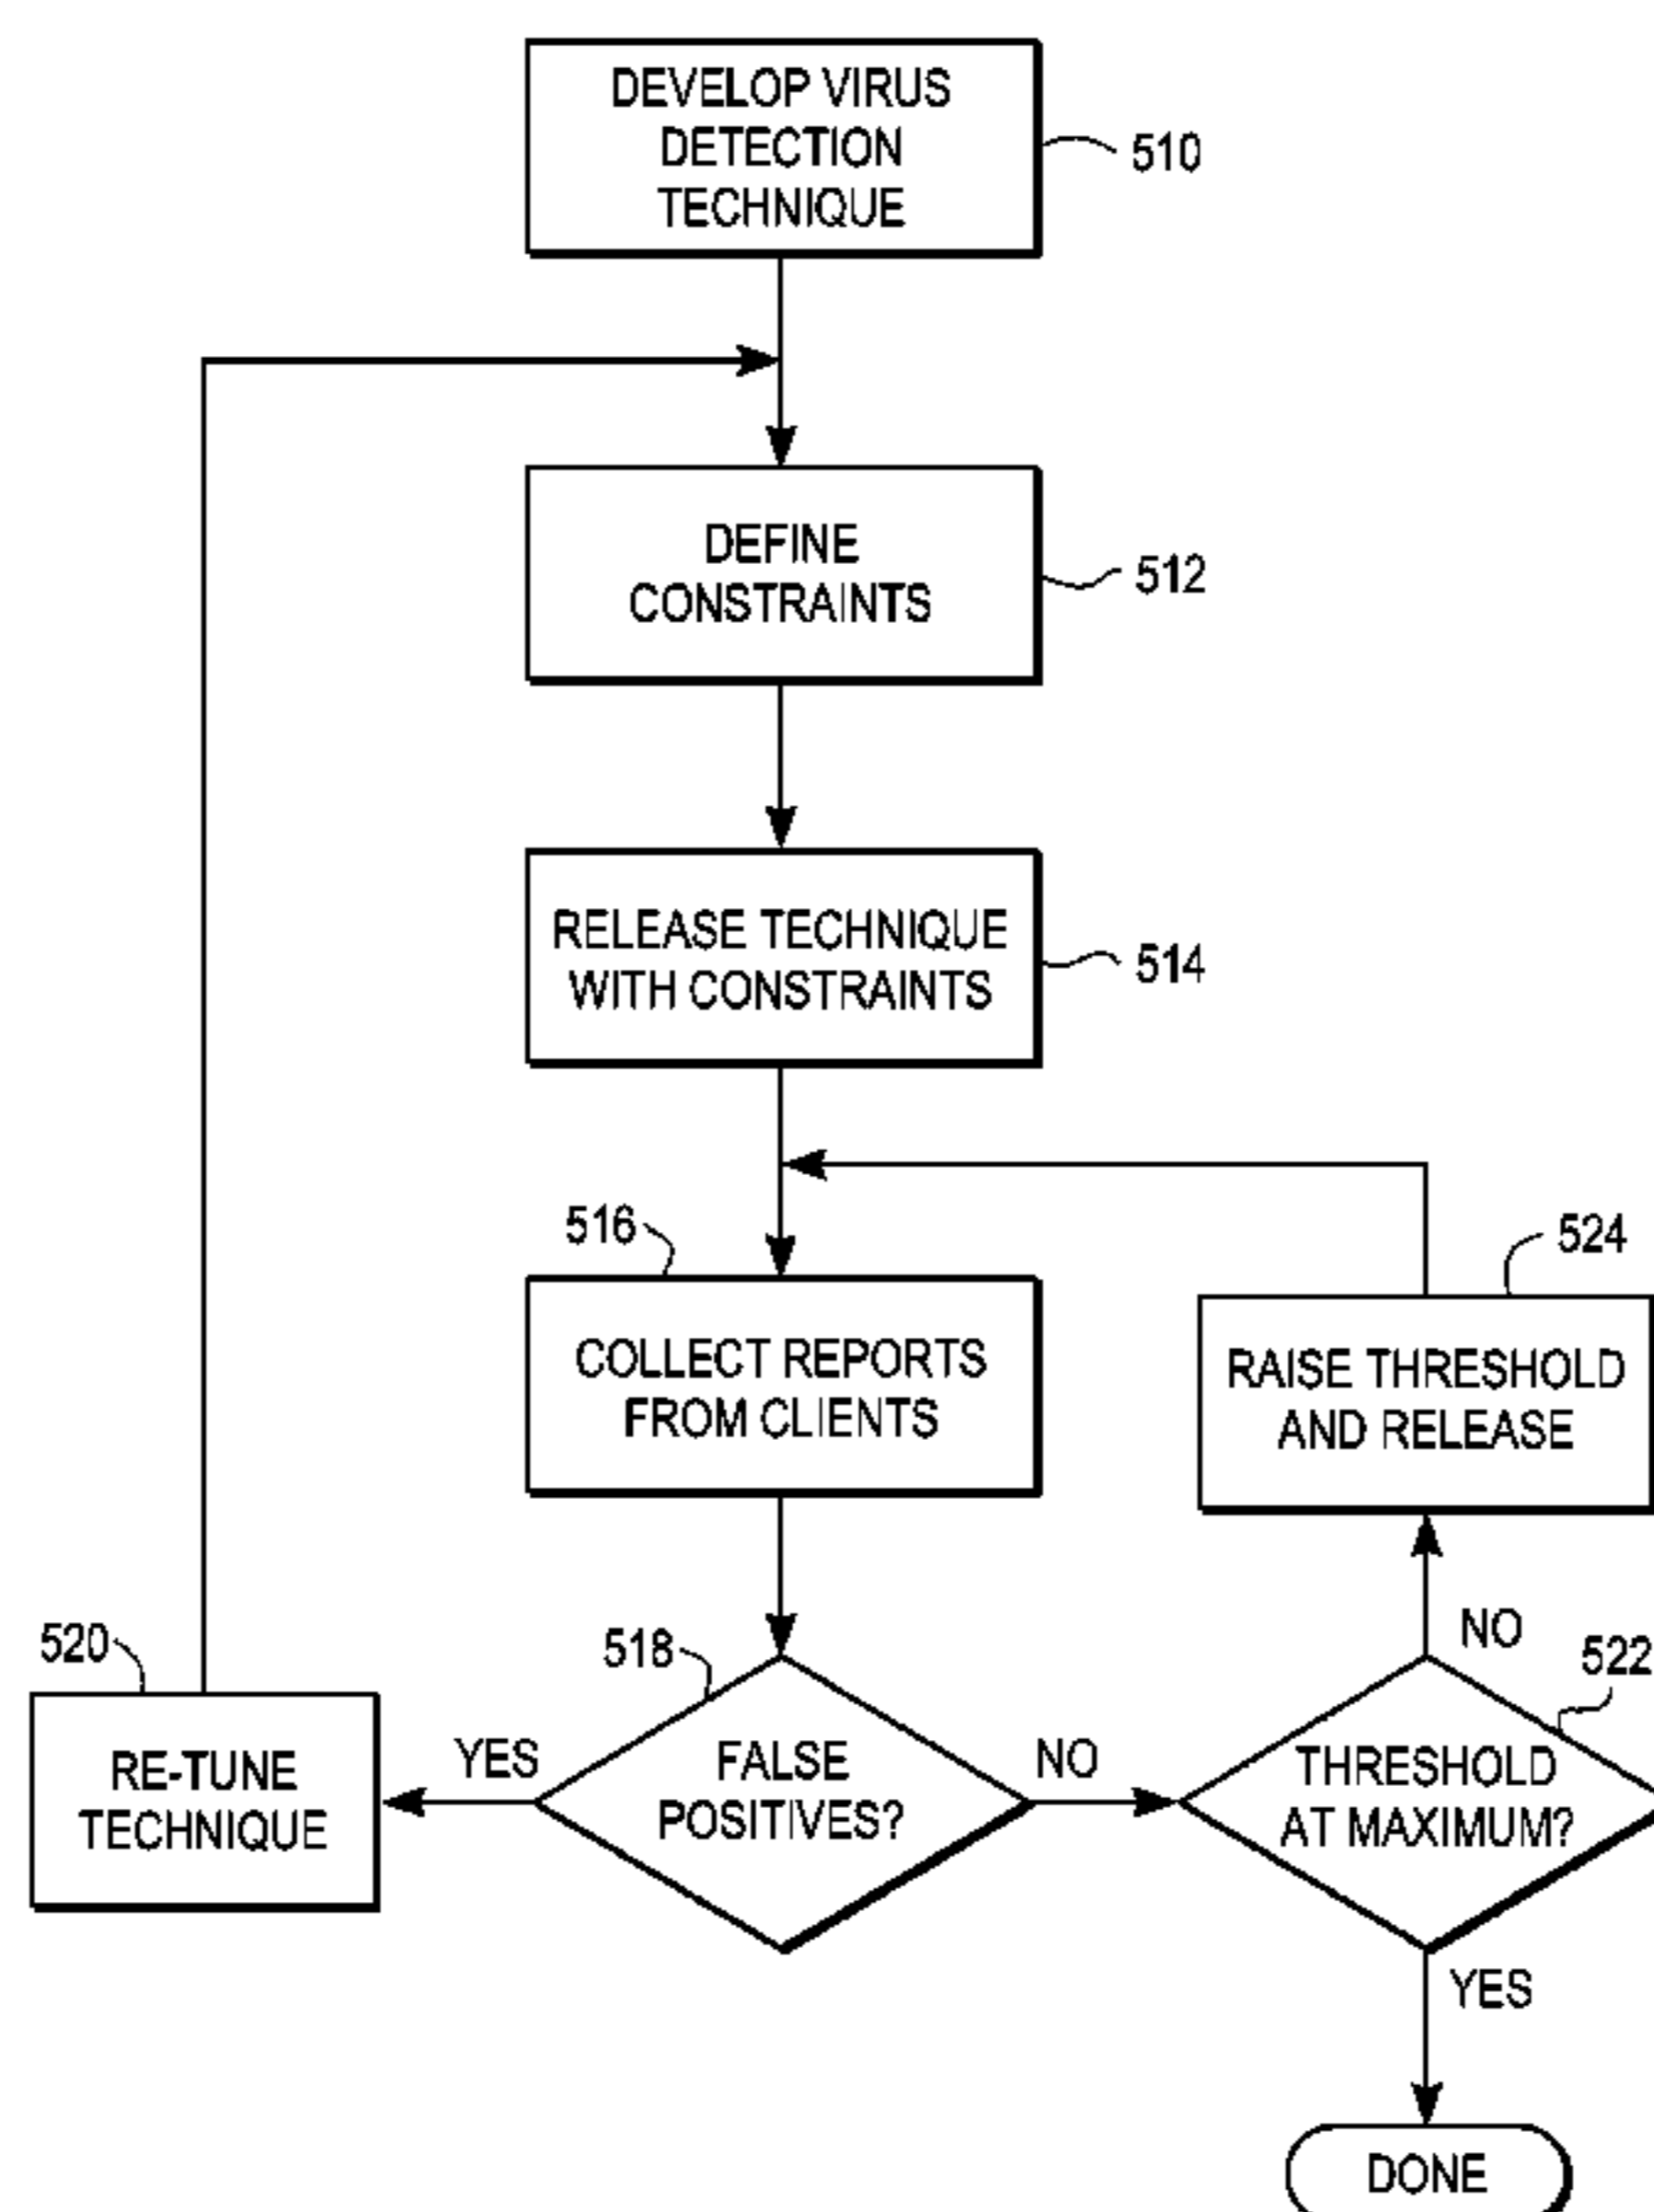 DEVELOP VIRUS
DETECTION
TECHNIQUE
510
DEFINE
CONSTRAINTS
512
RELEASE TECHNIQUE
WITH CONSTRAINTS
514
516
COLLECT REPORTS
FROM CLIENTS
524
RAISE THRESHOLD
AND RELEASE
520
RE-TUNE
TECHNIQUE
YES
518
FALSE
POSITIVES?
NO
NO
522
THRESHOLD
AT MAXIMUM?
YES
DONE